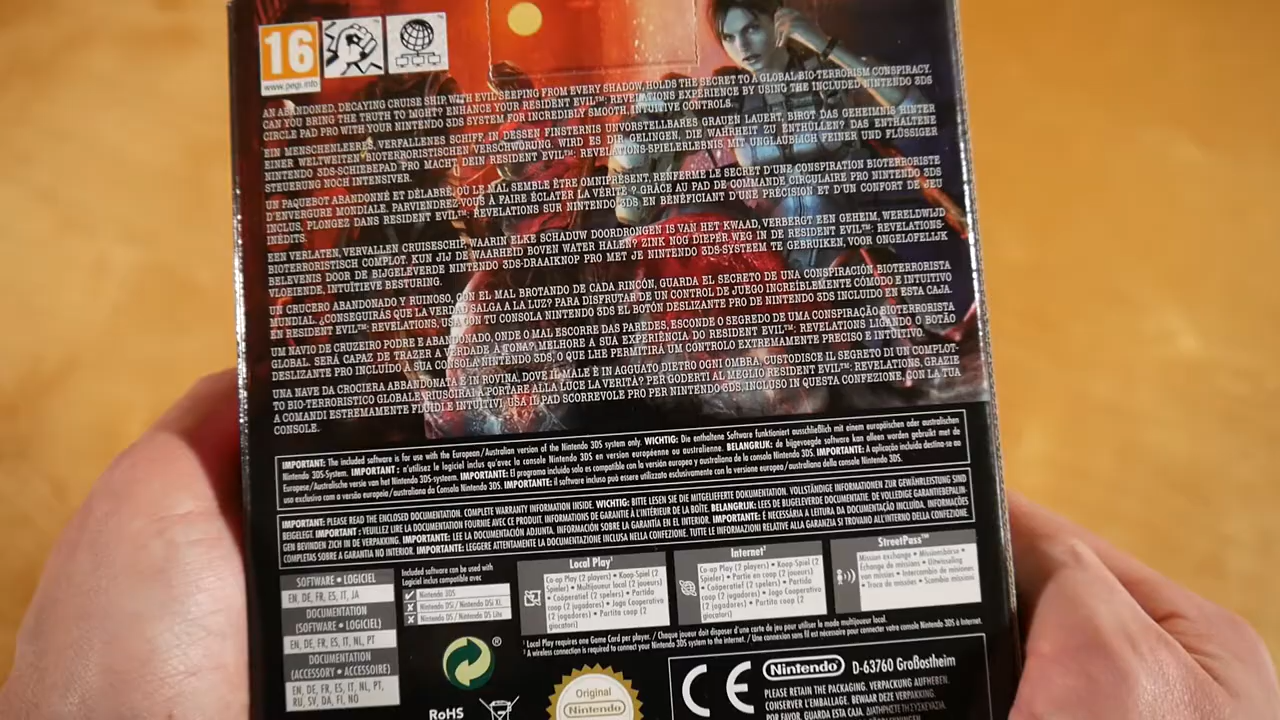 16
www.pegi.info
AN ABANDONED, DECAYING CRUISE SHIP, WITH EVIL SEEPING FROM EVERY SHADOW, HOLDS THE SECRET TO A GLOBAL BIO-TERRORISM CONSPIRACY.
CAN YOU BRING THE TRUTH TO LIGHT? ENHANCE YOUR RESIDENT EVIL™: REVELATIONS EXPERIENCE BY USING THE INCLUDED NINTENDO 3DS
CIRCLE PAD PRO WITH YOUR NINTENDO 3DS SYSTEM FOR INCREDIBLY SMOOTH, INTUITIVE CONTROLS.
EIN MENSCHENLEERES, VERFALLENES SCHIFF, IN DESSEN FINSTERNIS UNVORSTELLBARES GRAUEN LAUERT, BIRGT DAS GEHEIMNIS HINTER
EINER WELTWEITEN BIOTERRORISTISCHEN VERSCHWÖRUNG. WIRD ES DIR GELINGEN, DIE WAHRHEIT ZU ENTHÜLLEN? DAS ENTHALTENE
NINTENDO 3DS-SCHIEBEPAD PRO MACHT DEIN RESIDENT EVIL™: REVELATIONS-SPIELERLEBNIS MIT UNGLAUBLICH FEINER UND FLÜSSIGER
STEUERUNG NOCH INTENSIVER.
UN PAQUEBOT ABANDONNÉ ET DÉLABRÉ, OÙ LE MAL SEMBLE ÊTRE OMNIPRÉSENT, RENFERME LE SECRET D'UNE CONSPIRATION BIOTERRORISTE
D'ENVERGURE MONDIALE. PARVIENDREZ-VOUS À FAIRE ÉCLATER LA VÉRITÉ ? GRÂCE AU PAD DE COMMANDE CIRCULAIRE PRO NINTENDO 3DS
INCLUS, PLONGEZ DANS RESIDENT EVIL™: REVELATIONS SUR NINTENDO 3DS EN BÉNÉFICIANT D'UNE PRÉCISION ET D'UN CONFORT DE JEU
INÉDITS.
EEN VERLATEN, VERVALLEN CRUISESCHIP, WAARIN ELKE SCHADUW DOORDRONGEN IS VAN HET KWAAD, VERBERGT EEN GEHEIM, WERELDWIJD
BIOTERRORISTISCH COMPLOT. KUN JIJ DE WAARHEID BOVEN WATER HALEN? ZINK NOG DIEPER WEG IN DE RESIDENT EVIL™: REVELATIONS-
BELEVENIS DOOR DE BIJGELEVERDE NINTENDO 3DS-DRAAIKNOP PRO MET JE NINTENDO 3DS-SYSTEEM TE GEBRUIKEN, VOOR ONGELOFELIJK
VLOEIENDE, INTUÏTIEVE BESTURING.
UN CRUCERO ABANDONADO Y RUINOSO, CON EL MAL BROTANDO DE CADA RINCÓN, GUARDA EL SECRETO DE UNA CONSPIRACIÓN BIOTERRORISTA
MUNDIAL. ¿CONSEGUIRÁS QUE LA VERDAD SALGA A LA LUZ? PARA DISFRUTAR DE UN CONTROL DE JUEGO INCREÍBLEMENTE CÓMODO E INTUITIVO
EN RESIDENT EVIL™: REVELATIONS, USA CON TU CONSOLA NINTENDO 3DS EL BOTÓN DESLIZANTE PRO DE NINTENDO 3DS INCLUIDO EN ESTA CAJA.
UM NAVIO DE CRUZEIRO PODRE E ABANDONADO, ONDE O MAL ESCORRE DAS PAREDES, ESCONDE O SEGREDO DE UMA CONSPIRAÇÃO BIOTERRORISTA
GLOBAL. SERÁ CAPAZ DE TRAZER A VERDADE À TONA? MELHORE A SUA EXPERIÊNCIA DO RESIDENT EVIL™: REVELATIONS LIGANDO O BOTÃO
DESLIZANTE PRO INCLUÍDO À SUA CONSOLA NINTENDO 3DS, O QUE LHE PERMITIRÁ UM CONTROLO EXTREMAMENTE PRECISO E INTUITIVO.
UNA NAVE DA CROCIERA ABBANDONATA E IN ROVINA, DOVE IL MALE È IN AGGUATO DIETRO OGNI OMBRA, CUSTODISCE IL SEGRETO DI UN COMPLOT-
TO BIO-TERRORISTICO GLOBALE. RIUSCIRAI A PORTARE ALLA LUCE LA VERITÀ? PER GODERTI AL MEGLIO RESIDENT EVIL™: REVELATIONS, GRAZIE
A COMANDI ESTREMAMENTE FLUIDI E INTUITIVI, USA IL PAD SCORREVOLE PRO PER NINTENDO 3DS, INCLUSO IN QUESTA CONFEZIONE, CON LA TUA
CONSOLE.
IMPORTANT: The included software is for use with the European/Australian version of the Nintendo 3DS system only. WICHTIG: Die enthaltene Software funktioniert ausschließlich mit einem europäischen oder australischen
Nintendo 3DS-System. IMPORTANT : n'utilisez le logiciel inclus qu'avec la console Nintendo 3DS en version européenne ou australienne. BELANGRIJK: de bijgevoegde software kan alleen worden gebruikt met de
Europese/Australische versie van het Nintendo 3DS-systeem. IMPORTANTE: El programa incluido solo es compatible con la versión europea y australiana de la consola Nintendo 3DS. IMPORTANTE: A aplicação incluída destina-se ao
uso exclusivo com a versão europeia/australiana da Consola Nintendo 3DS. IMPORTANTE: il software incluso può essere utilizzato esclusivamente con la versione europea/australiana della console Nintendo 3DS.
IMPORTANT: PLEASE READ THE ENCLOSED DOCUMENTATION. COMPLETE WARRANTY INFORMATION INSIDE. WICHTIG: BITTE LESEN SIE DIE MITGELIEFERTE DOKUMENTATION. VOLLSTÄNDIGE INFORMATIONEN ZUR GEWÄHRLEISTUNG SIND
BEIGELEGT. IMPORTANT : VEUILLEZ LIRE LA DOCUMENTATION FOURNIE AVEC CE PRODUIT. INFORMATIONS DE GARANTIE À L'INTÉRIEUR DE LA BOÎTE. BELANGRIJK: LEES DE BIJGELEVERDE DOCUMENTATIE. DE VOLLEDIGE GARANTIEBEPALIN-
GEN BEVINDEN ZICH IN DE VERPAKKING. IMPORTANTE: LEE LA DOCUMENTACIÓN ADJUNTA. INFORMACIÓN SOBRE LA GARANTÍA EN EL INTERIOR. IMPORTANTE: É NECESSÁRIA A LEITURA DA DOCUMENTAÇÃO INCLUÍDA. INFORMAÇÕES
COMPLETAS SOBRE A GARANTIA NO INTERIOR. IMPORTANTE: LEGGERE ATTENTAMENTE LA DOCUMENTAZIONE INCLUSA NELLA CONFEZIONE. TUTTE LE INFORMAZIONI RELATIVE ALLA GARANZIA SI TROVANO ALL'INTERNO DELLA CONFEZIONE.
SOFTWARE • LOGICIEL
EN, DE, FR, ES, IT, JA
DOCUMENTATION
(SOFTWARE • LOGICIEL)
EN, DE, FR, ES, IT, NL, PT
DOCUMENTATION
(ACCESSORY • ACCESSOIRE)
EN, DE, FR, ES, IT, NL, PT,
RU, SV, DA, FI, NO
Included software can be used with
Logiciel inclus compatible avec
Nintendo 3DS
Nintendo DSi / Nintendo DSi XL
Nintendo DS / Nintendo DS Lite
Local Play¹
Co-op Play (2 players) • Koop-Spiel (2
Spieler) • Multijoueur local (2 joueurs)
• Coöperatief (2 spelers) • Partida
coop (2 jugadores) • Jogo Cooperativo
(2 jogadores) • Partita coop (2
giocatori)
Internet²
Co-op Play (2 players) • Koop-Spiel (2
Spieler) • Partie en coop (2 joueurs)
• Coöperatief (2 spelers) • Partida
coop (2 jugadores) • Jogo Cooperativo
(2 jogadores) • Partita coop (2
giocatori)
StreetPass™
Mission exchange • Missionsbörse •
Échange de missions • Uitwisseling
van missies • Intercambio de misiones
• Troca de missões • Scambio missioni
¹ Local Play requires one Game Card per player. / Chaque joueur doit disposer d'une carte de jeu pour utiliser le mode multijoueur local.
² A wireless connection is required to connect your Nintendo 3DS system to the internet. / Une connexion sans fil est nécessaire pour connecter votre console Nintendo 3DS à Internet.
RoHS
Original
Nintendo
CE
Nintendo® D-63760 Großostheim
PLEASE RETAIN THE PACKAGING. VERPACKUNG AUFHEBEN.
CONSERVER L'EMBALLAGE. BEWAAR DEZE VERPAKKING.
POR FAVOR, GUARDA ESTA CAJA. ΔΙΑΤΗΡΗΣΤΕ ΤΗ ΣΥΣΚΕΥΑΣΙΑ.